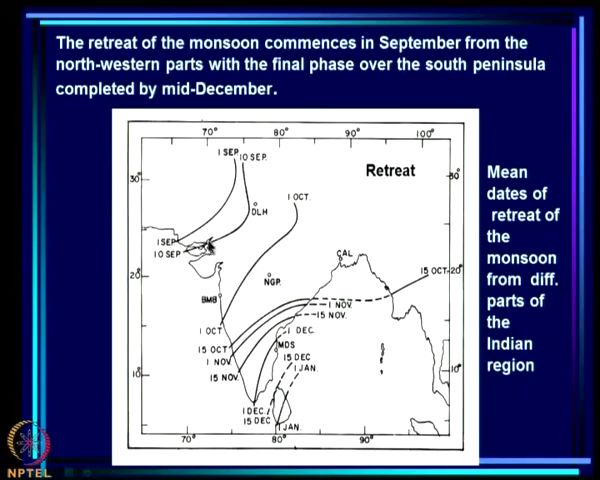 The retreat of the monsoon commences in September from the
north-western parts with the final phase over the south peninsula
completed by mid-December.
70° 80° 90° 100°
1 SEP. 10 SEP.
Retreat
30° 30°
1 OCT.
DLH
1 SEP
10 SEP
CAL
15 OCT 20°
20°
NGP.
BMB
1 NOV.
15 NOV.
1 OCT.
1 DEC.
15 OCT
MDS
1 NOV.
15 DEC
15 NOV.
1 JAN.
10° 10°
1 DEC.
15 DEC
1 JAN.
70° 80° 90°
Mean
dates of
retreat of
the
monsoon
from diff.
parts of
the
Indian
region
NPTEL